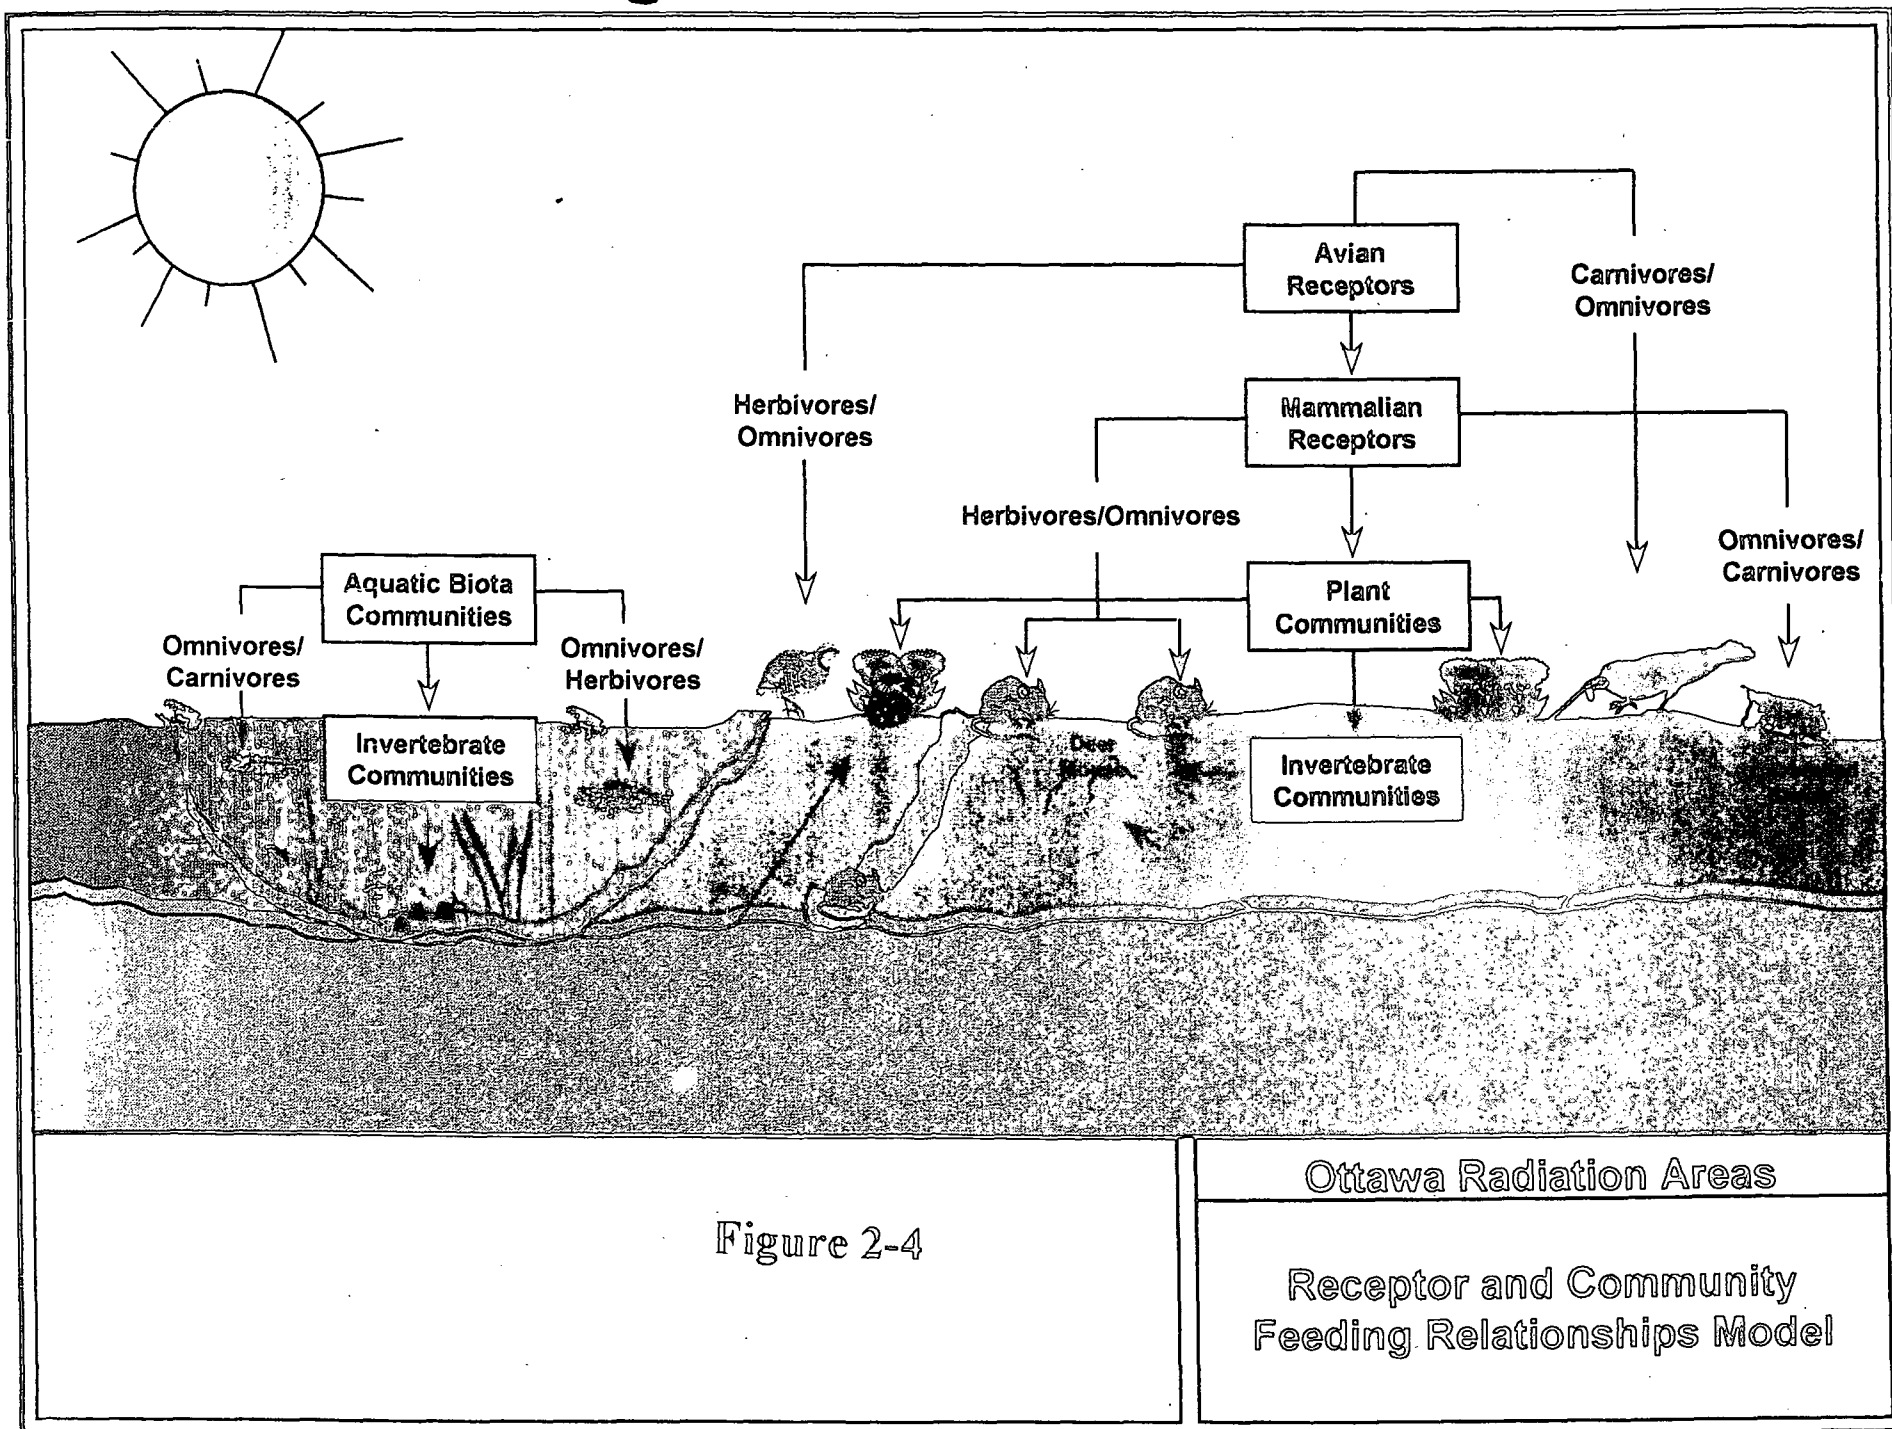 Avian
Receptors
Carnivores/
Omnivores
Herbivores/
Omnivores
Mammalian
Receptors
Herbivores/Omnivores
Omnivores/
Carnivores
Aquatic Biota
Communities
Plant
Communities
Omnivores/
Carnivores
Omnivores/
Herbivores
Invertebrate
Communities
Deer
Invertebrate
Communities
Ottawa Radiation Areas
Figure 2-4
Receptor and Community
Feeding Relationships Model